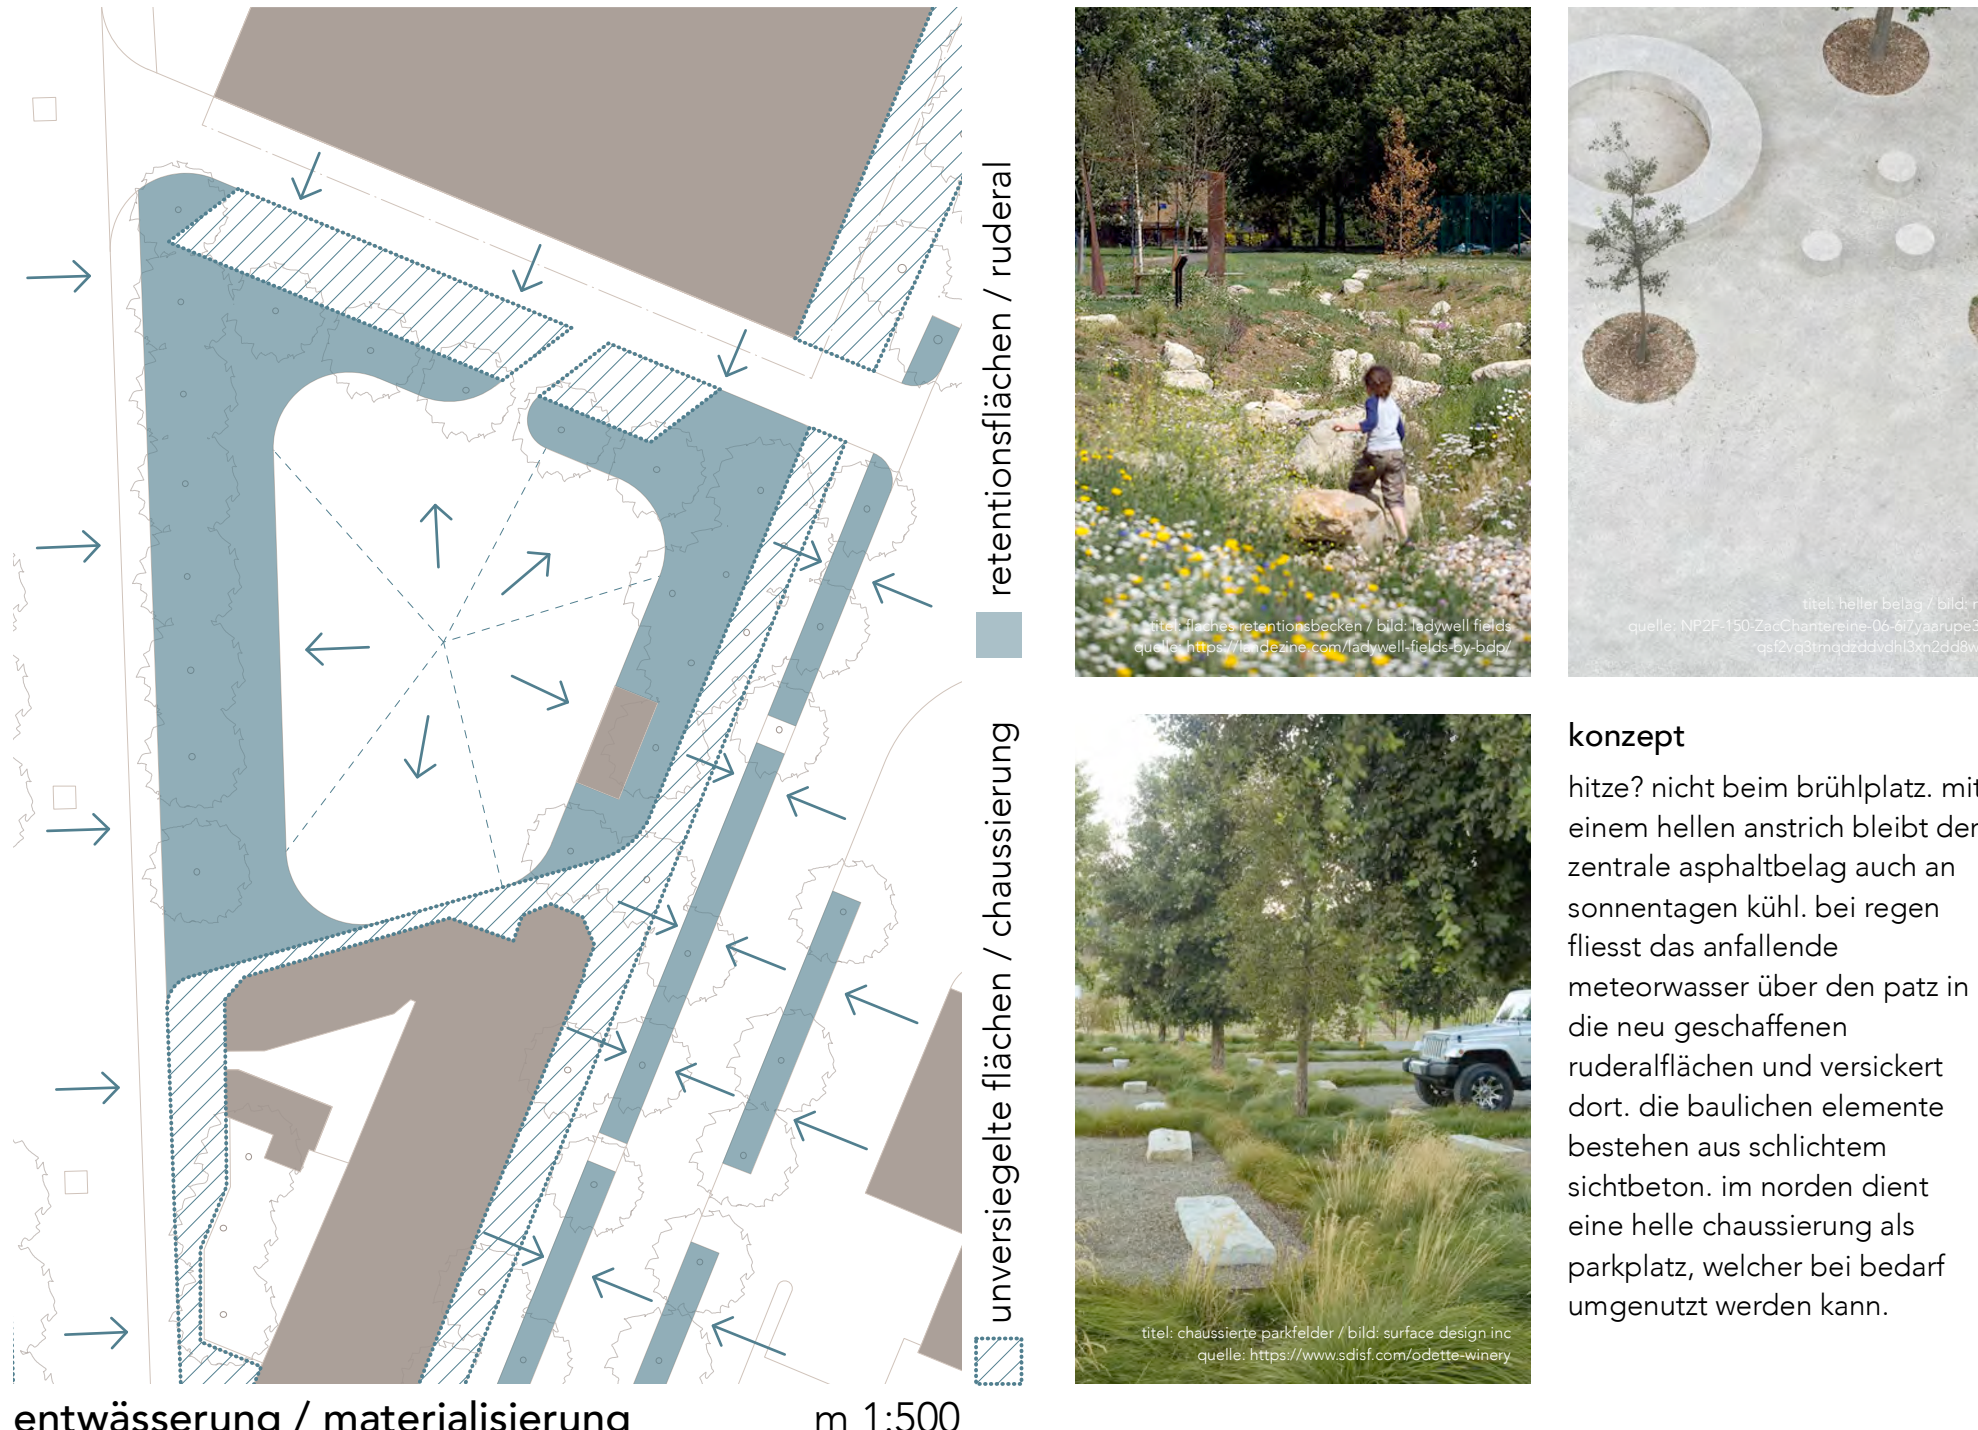 retentionsflächen / ruderal
unversiegelte flächen / chaussierung
entwässerung / materialisierung
m 1:500
titel: flaches retentionsbecken / bild: ladywell fields
quelle: https://landezine.com/ladywell-fields-by-bdp/
titel: heller belag / bild:
quelle:
titel: chaussierte parkfelder / bild: surface design inc
quelle: https://www.sdisf.com/odette-winery
konzept
hitze? nicht beim brühlplatz. mit
einem hellen anstrich bleibt der
zentrale asphaltbelag auch an
sonnentagen kühl. bei regen
fliesst das anfallende
meteorwasser über den patz in
die neu geschaffenen
ruderalflächen und versickert
dort. die baulichen elemente
bestehen aus schlichtem
sichtbeton. im norden dient
eine helle chaussierung als
parkplatz, welcher bei bedarf
umgenutzt werden kann.